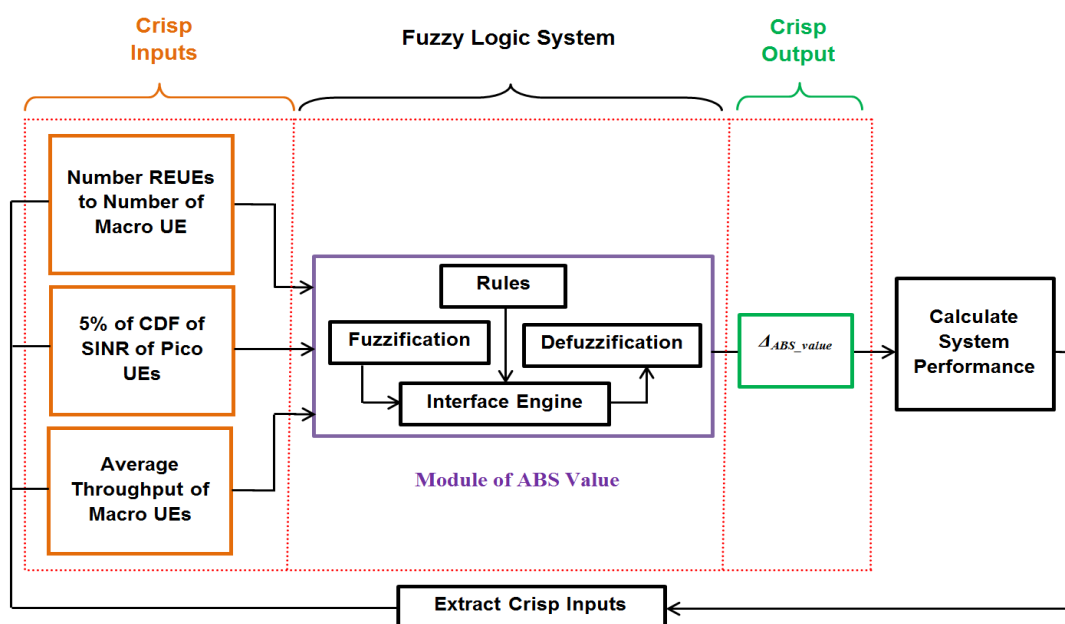 Crisp
Inputs
Fuzzy Logic System
Crisp
Output
Number REUEs
to Number of
Macro UE
5% of CDF of
SINR of Pico
UEs
Average
Throughput of
Macro UEs
Rules
Fuzzification
Defuzzification
Interface Engine
Module of ABS Value
ΔABS_value
Calculate
System
Performance
Extract Crisp Inputs